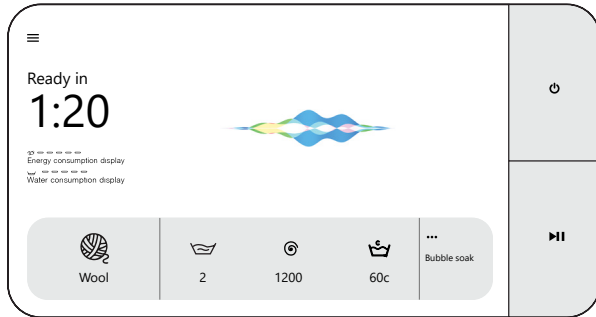 Ready in
1:20
Energy consumption display
Water consumption display
Wool
2
1200
60c
Bubble soak